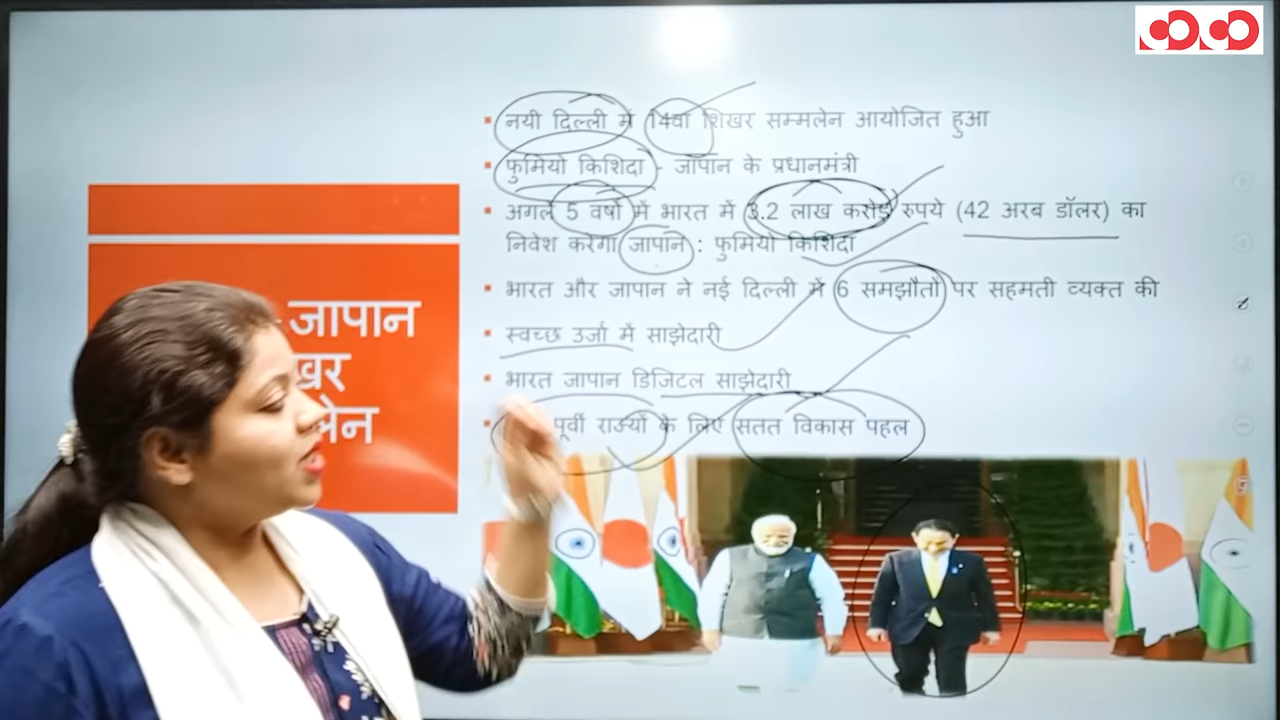 जापान
खर
लेन
नयी दिल्ली में 14वां शिखर सम्मलेन आयोजित हुआ
फुमियो किशिदा - जापान के प्रधानमंत्री
अगले 5 वर्षों में भारत में 3.2 लाख करोड़ रुपये (42 अरब डॉलर) का
निवेश करेगा जापान : फुमियो किशिदा
भारत और जापान ने नई दिल्ली में 6 समझौतों पर सहमती व्यक्त की
स्वच्छ उर्जा में साझेदारी
भारत जापान डिजिटल साझेदारी
पूर्वी राज्यों के लिए सतत विकास पहल